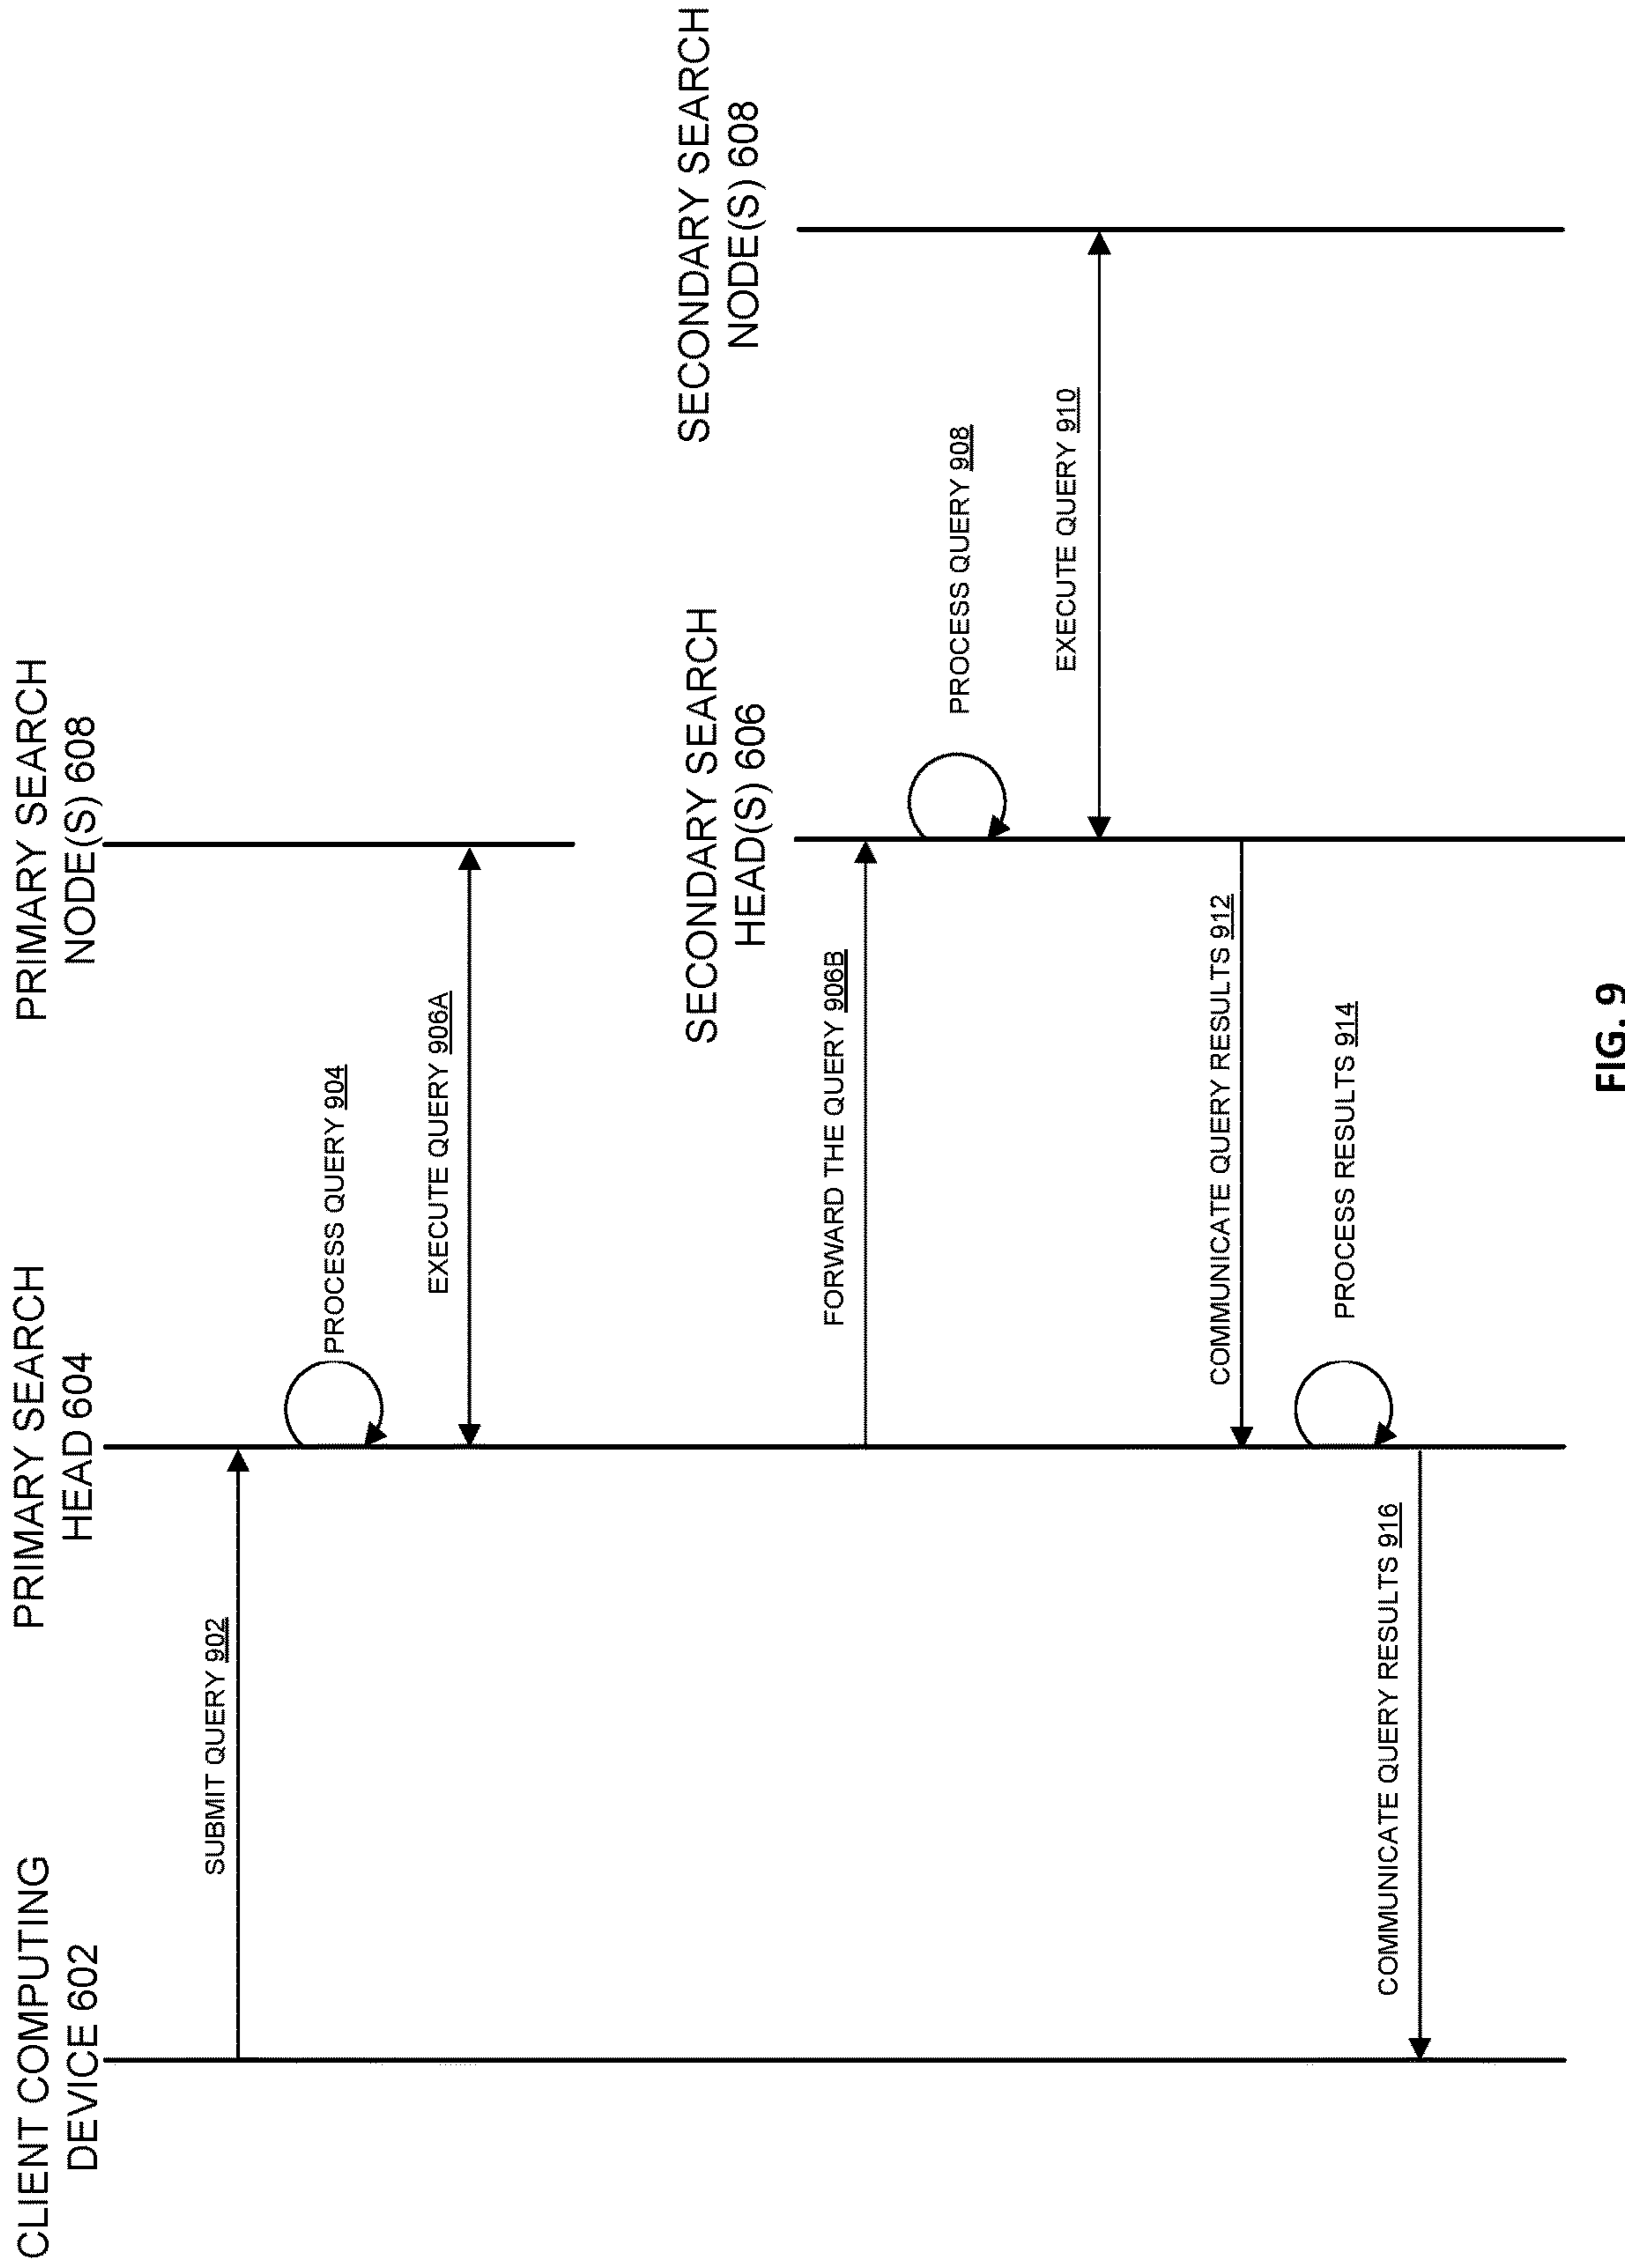 CLIENT COMPUTING
DEVICE 602
PRIMARY SEARCH
HEAD 604
PRIMARY SEARCH
NODE(S) 608
SUBMIT QUERY 902
PROCESS QUERY 904
EXECUTE QUERY 906A
SECONDARY SEARCH
HEAD(S) 606
SECONDARY SEARCH
NODE(S) 608
FORWARD THE QUERY 906B
PROCESS QUERY 908
EXECUTE QUERY 910
COMMUNICATE QUERY RESULTS 912
PROCESS RESULTS 914
COMMUNICATE QUERY RESULTS 916
FIG. 9